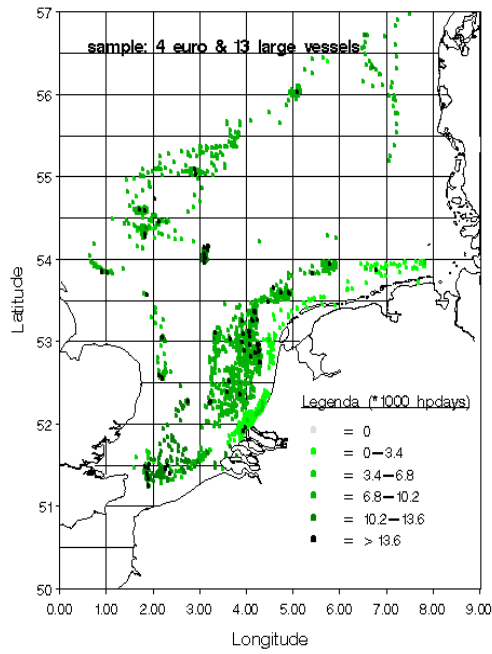 57
sample: 4 euro & 13 large vessels
56
55
54
Latitude
53
52
51
50
Legenda (*1000 hpdays)
= 0
= 0–3.4
= 3.4–6.8
= 6.8–10.2
= 10.2–13.6
= > 13.6
0.00 1.00 2.00 3.00 4.00 5.00 6.00 7.00 8.00 9.00
Longitude